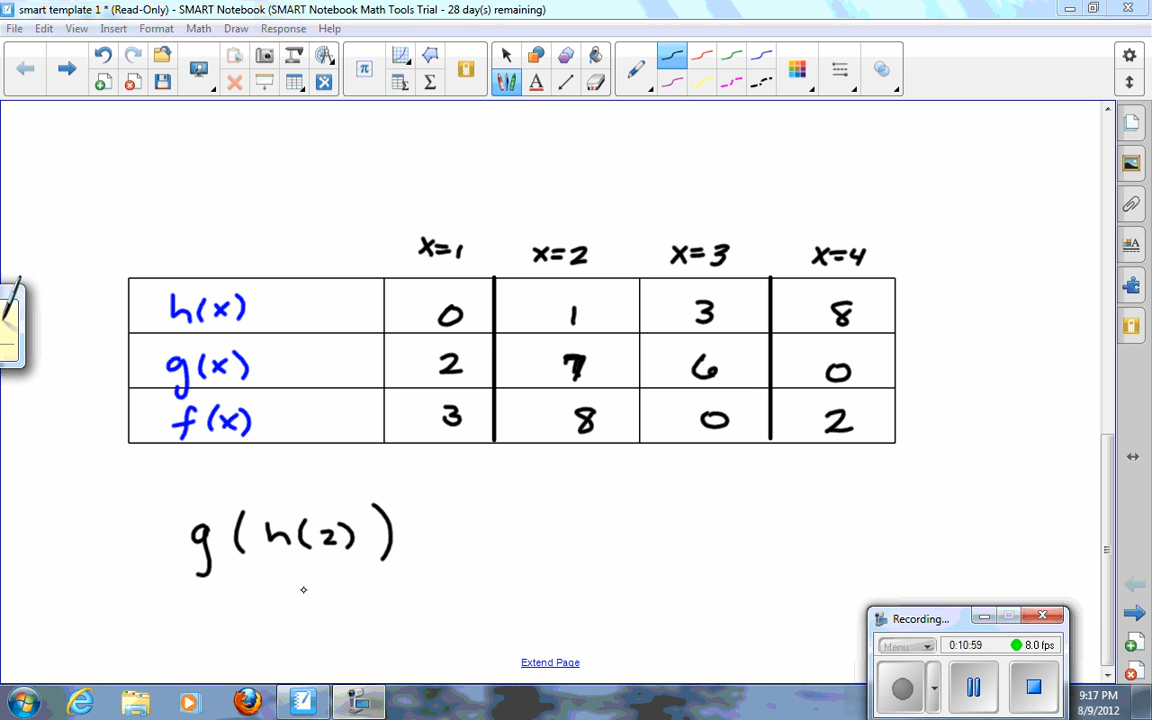 smart template 1 * (Read-Only) - SMART Notebook (SMART Notebook Math Tools Trial - 28 day(s) remaining)
File Edit View Insert Format Math Draw Response Help
x=1 x=2 x=3 x=4
h(x) 0 1 3 8
g(x) 2 7 6 0
f(x) 3 8 0 2
g(h(2))
Extend Page
Recording...
Menu 0:10:59 8.0 fps
9:17 PM
8/9/2012